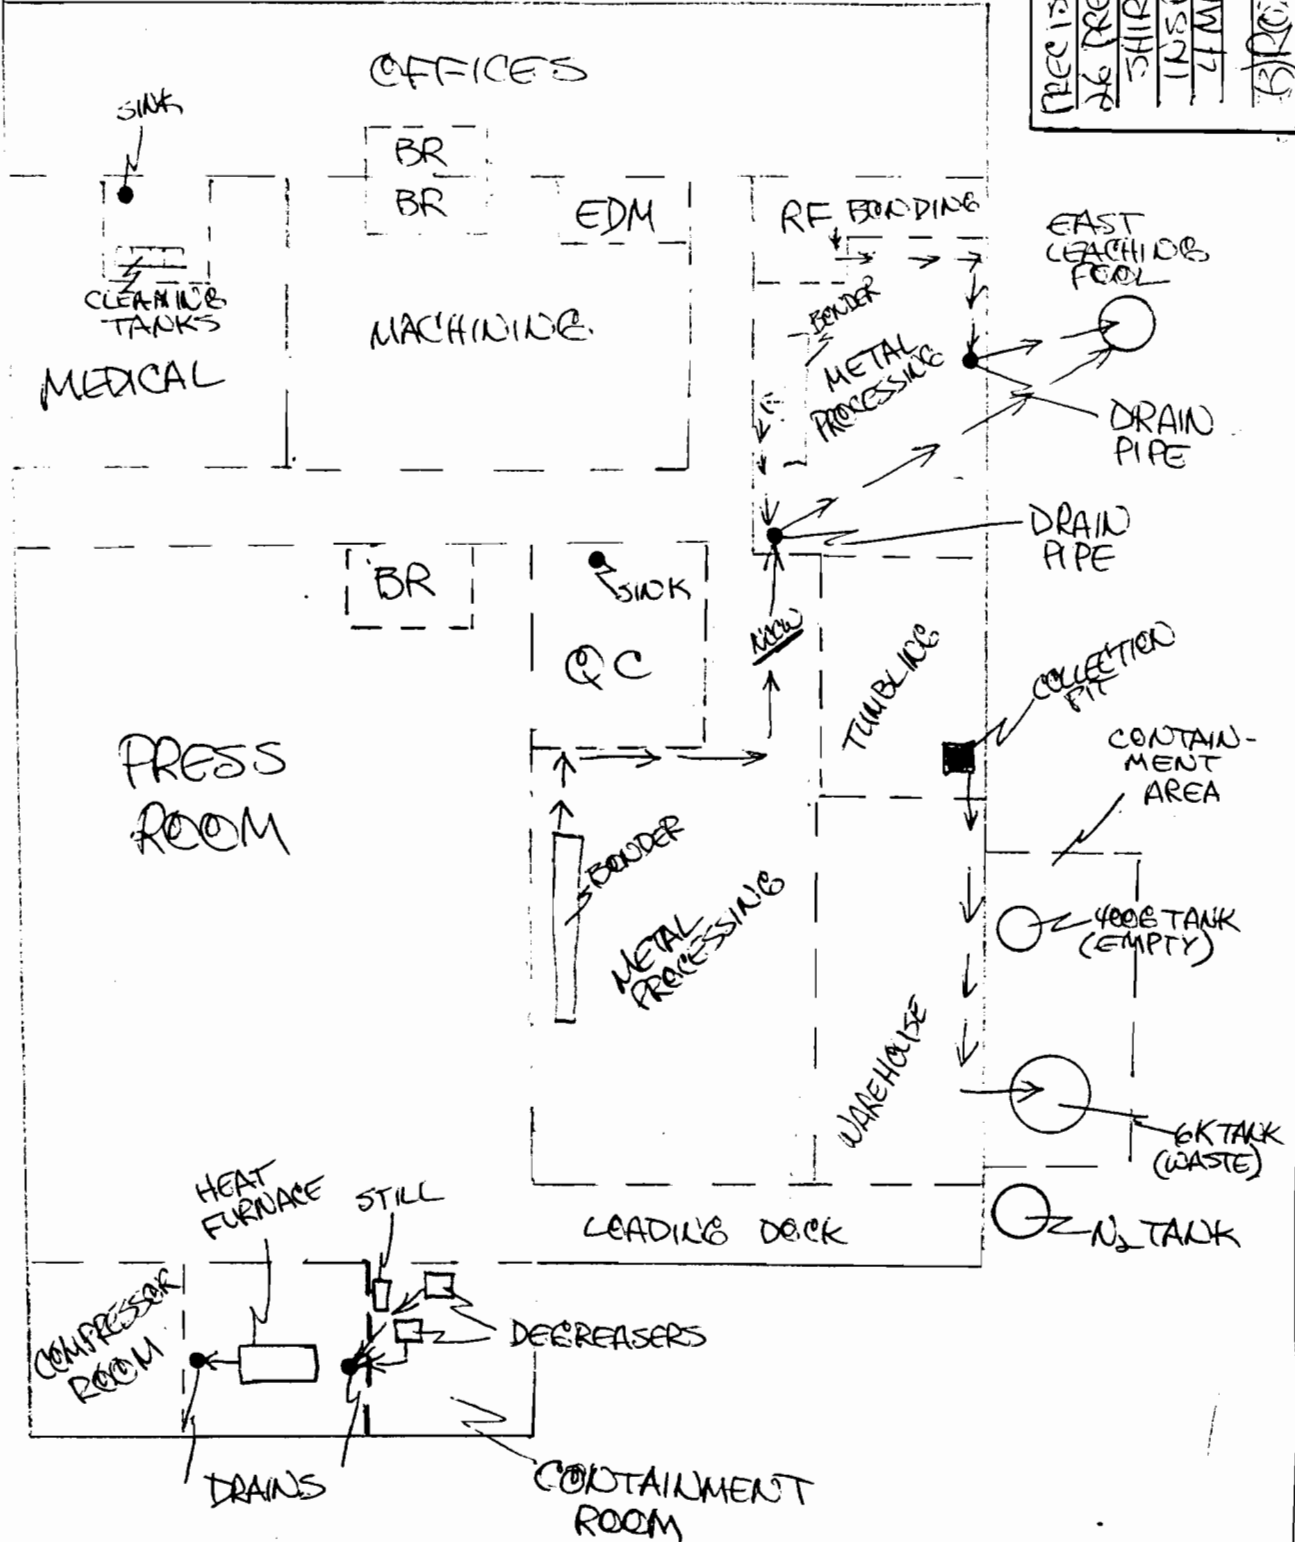 OFFICES
SINK
BR
BR
EDM
RF BONDING
EAST
LEACHING
POOL
CLEANING
TANKS
MEDICAL
MACHINING
BONDER
METAL
PROCESSING
DRAIN
PIPE
DRAIN
PIPE
BR
SINK
QC
TUMBLING
COLLECTION
PIT
CONTAIN-
MENT
AREA
PRESS
ROOM
BONDER
METAL
PROCESSING
400G TANK
(EMPTY)
WAREHOUSE
6K TANK
(WASTE)
HEAT
FURNACE
STILL
LOADING DOCK
N2 TANK
COMPRESSOR
ROOM
DEGREASERS
DRAINS
CONTAINMENT
ROOM